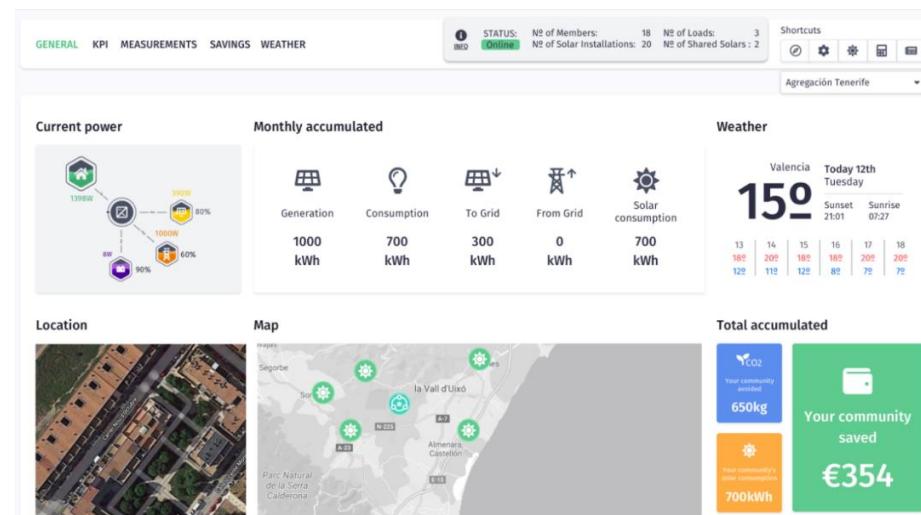 GENERAL KPI MEASUREMENTS SAVINGS WEATHER
INFO
STATUS:
Online
Nº of Members: 18
Nº of Solar Installations: 20
Nº of Loads: 3
Nº of Shared Solars : 2
Shortcuts
Agregación Tenerife
Current power
1398W
390W
80%
1000W
60%
8W
90%
Monthly accumulated
Generation
1000
kWh
Consumption
700
kWh
To Grid
300
kWh
From Grid
0
kWh
Solar
consumption
700
kWh
Weather
Valencia
15º
Today 12th
Tuesday
Sunset Sunrise
21:01 07:27
13 14 15 16 17 18
18º 20º 18º 18º 20º 20º
12º 11º 12º 8º 7º 7º
Location
Map
Segorbe
la Vall d'Uixó
N-225
A-7
A-23
Almenara,
Castellón
E-15
Parc Natural
de la Serra
Calderona
Total accumulated
CO2
Your community
avoided
650kg
Your community's
solar consumption
700kWh
Your community
saved
€354